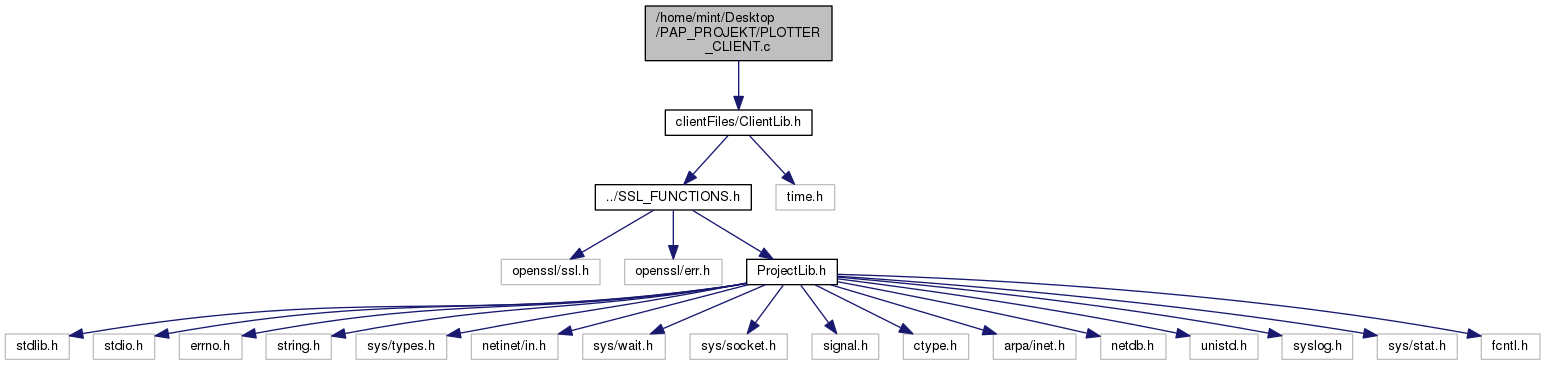 /home/mint/Desktop
/PAP_PROJEKT/PLOTTER
_CLIENT.c
clientFiles/ClientLib.h
../SSL_FUNCTIONS.h
time.h
openssl/ssl.h
openssl/err.h
ProjectLib.h
stdlib.h
stdio.h
errno.h
string.h
sys/types.h
netinet/in.h
sys/wait.h
sys/socket.h
signal.h
ctype.h
arpa/inet.h
netdb.h
unistd.h
syslog.h
sys/stat.h
fcntl.h